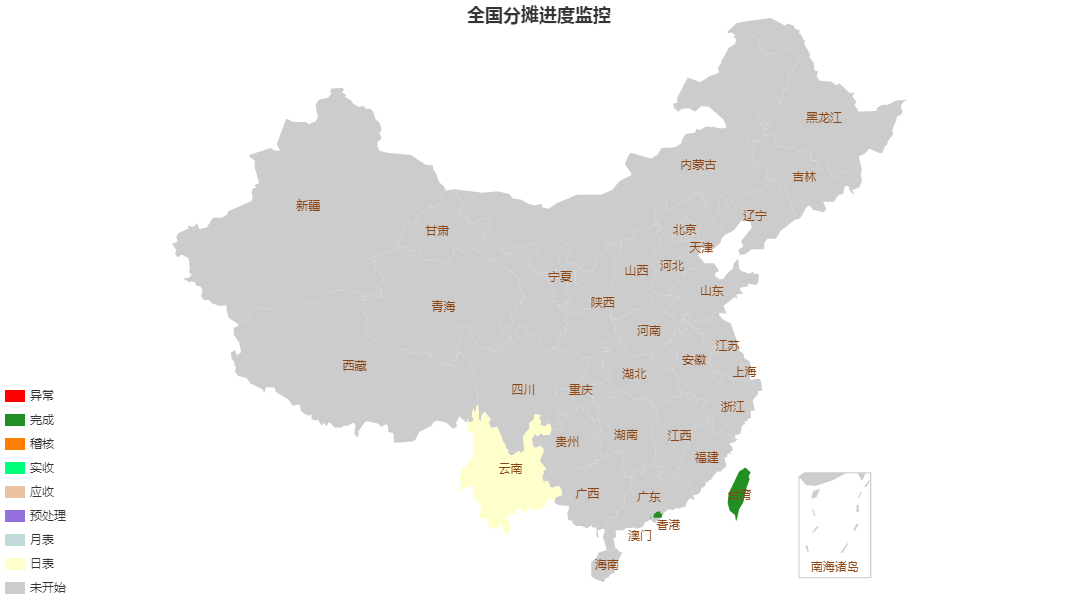 全国分摊进度监控
黑龙江
内蒙古
吉林
新疆
辽宁
甘肃
北京
天津
宁夏
山西
河北
山东
青海
陕西
河南
江苏
安徽
西藏
湖北
上海
四川
重庆
浙江
贵州
湖南
江西
福建
云南
广西
广东
台湾
香港
澳门
海南
南海诸岛
异常
完成
稽核
实收
应收
预处理
月表
日表
未开始